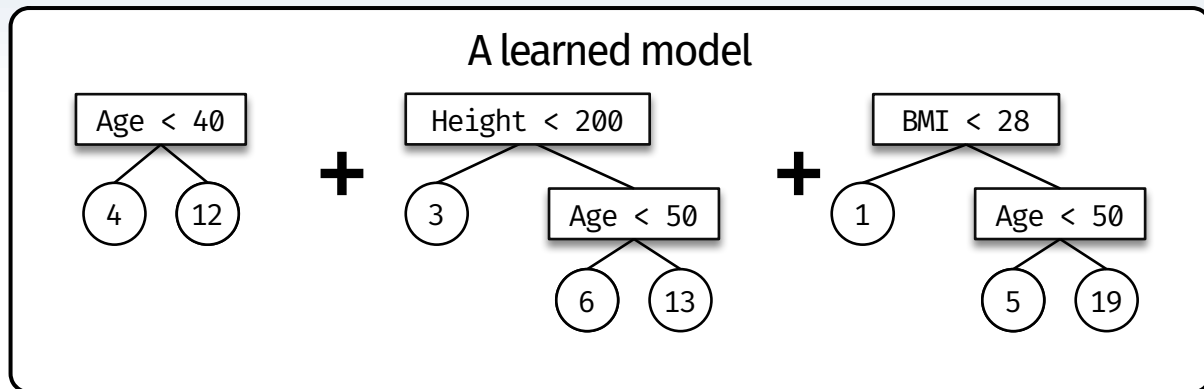 A learned model
Age < 40
Height < 200
BMI < 28
+
+
4
12
3
Age < 50
1
Age < 50
6
13
5
19